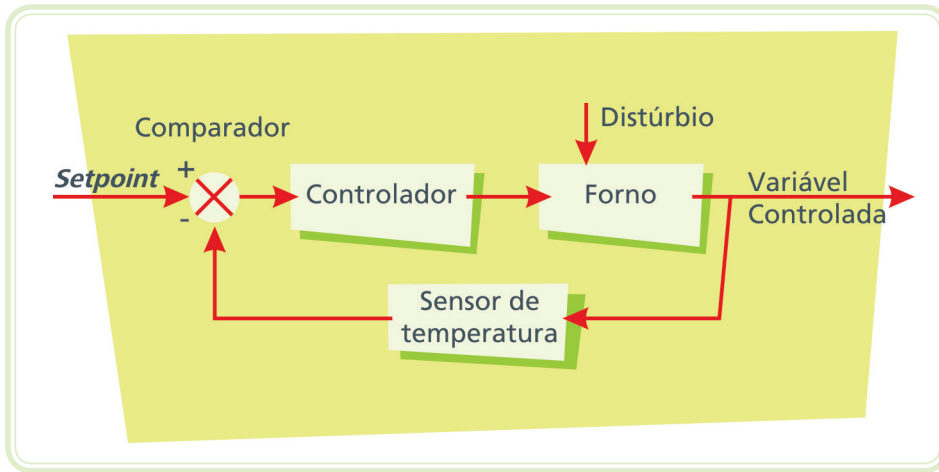 Comparador
Distúrbio
+
Setpoint
-
Controlador
Forno
Variável
Controlada
Sensor de
temperatura